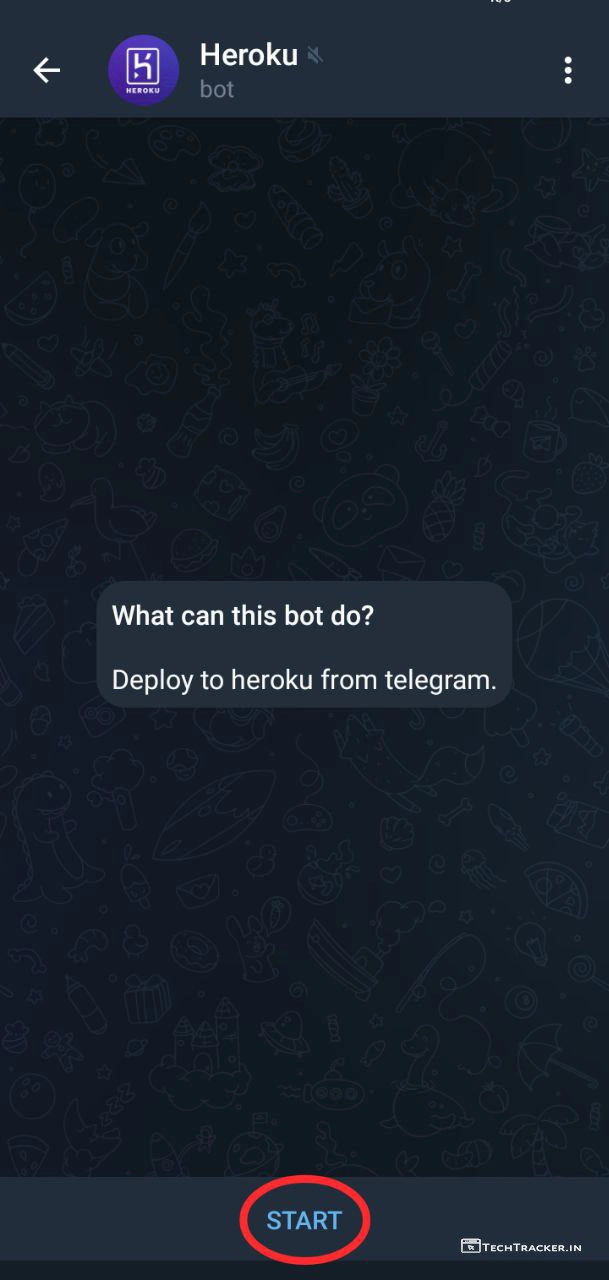 Heroku
HEROKU
bot
What can this bot do?
Deploy to heroku from telegram.
START
TECHTRACKER.IN